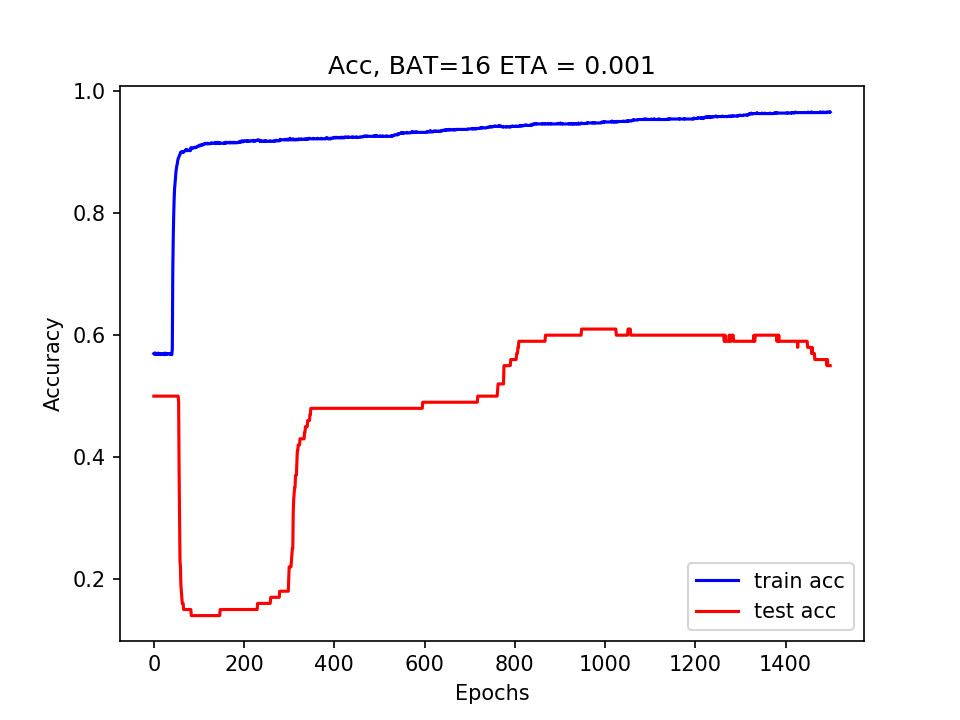 Acc, BAT=16 ETA = 0.001
1.0
0.8
0.6
0.4
0.2
Accuracy
train acc
test acc
0 200 400 600 800 1000 1200 1400
Epochs